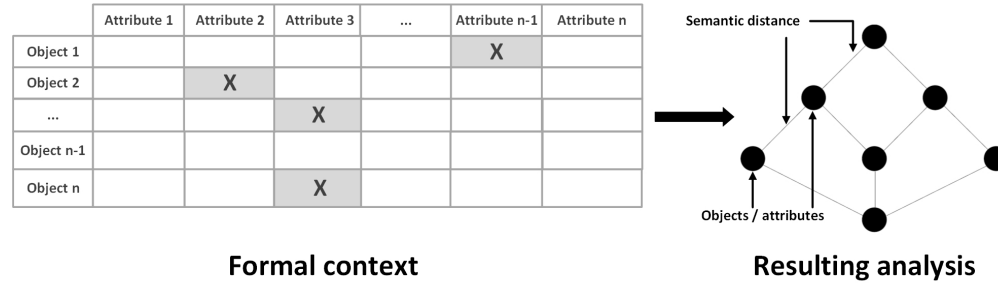 Attribute 1 Attribute 2 Attribute 3 ... Attribute n-1 Attribute n
Object 1 X
Object 2 X
... X
Object n-1
Object n X
Semantic distance
Objects / attributes
Formal context
Resulting analysis